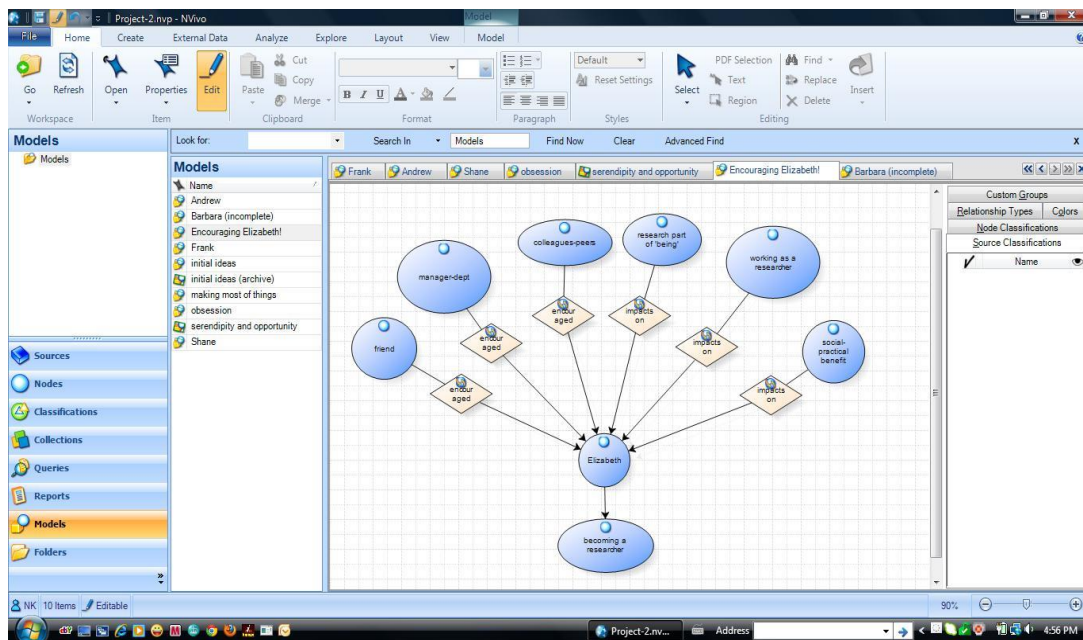 Project-2.nvp - NVivo
Model
File Home Create External Data Analyze Explore Layout View Model
Go
Refresh
Open
Properties
Edit
Paste
Cut
Copy
Merge
B I U A
Default
Reset Settings
Select
PDF Selection
Text
Region
Find
Replace
Delete
Insert
Workspace Item Clipboard Format Paragraph Styles Editing
Models
Models
Look for: Search In Models Find Now Clear Advanced Find x
Models
Name
Andrew
Barbara (incomplete)
Encouraging Elizabeth!
Frank
initial ideas
initial ideas (archive)
making most of things
obsession
serendipity and opportunity
Shane
Frank Andrew Shane obsession serendipity and opportunity Encouraging Elizabeth! Barbara (incomplete)
colleagues-peers
research part
of 'being'
manager-dept
working as a
researcher
friend
social-
practical
benefit
encour
aged
encour
aged
encour
aged
impacts
on
impacts
on
impacts
on
Elizabeth
becoming a
researcher
Custom Groups
Relationship Types Colors
Node Classifications
Source Classifications
Name
Sources
Nodes
Classifications
Collections
Queries
Reports
Models
Folders
NK 10 Items Editable
90%
Project-2.nv...
Address
4:56 PM